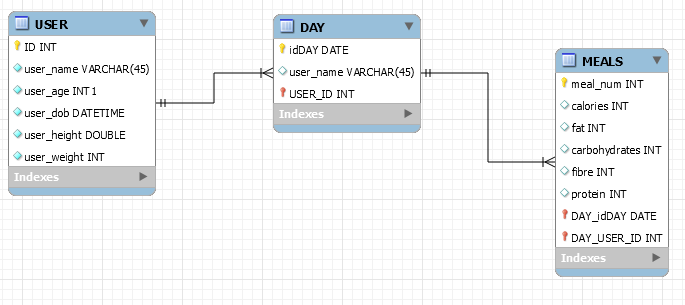 USER
ID INT
user_name VARCHAR(45)
user_age INT1
user_dob DATETIME
user_height DOUBLE
user_weight INT
Indexes
DAY
idDAY DATE
user_name VARCHAR(45)
USER_ID INT
Indexes
MEALS
meal_num INT
calories INT
fat INT
carbohydrates INT
fibre INT
protein INT
DAY_idDAY DATE
DAY_USER_ID INT
Indexes